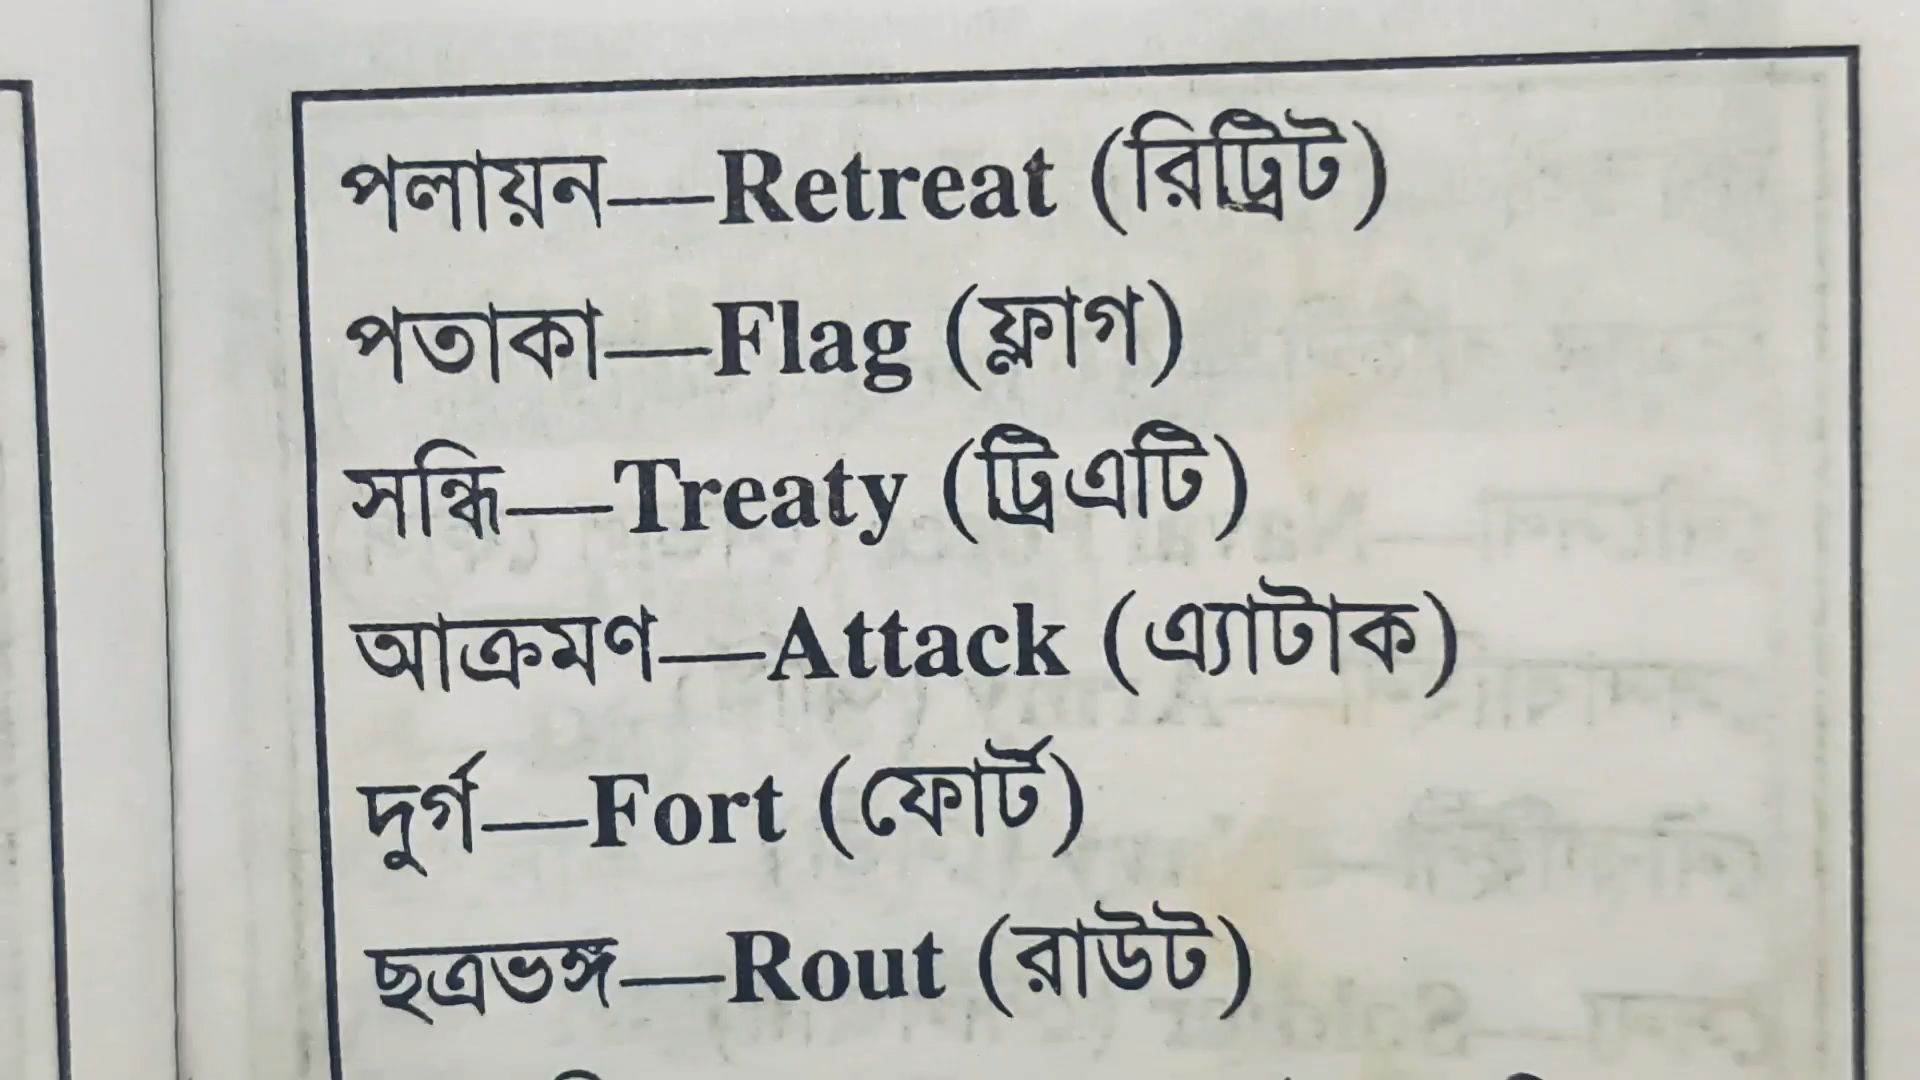 পলায়ন—Retreat (রিট্রিট)
পতাকা—Flag (ফ্লাগ)
সন্ধি—Treaty (ট্রিএটি)
আক্রমণ—Attack (এ্যাটাক)
দুর্গ—Fort (ফোর্ট)
ছত্রভঙ্গ—Rout (রাউট)